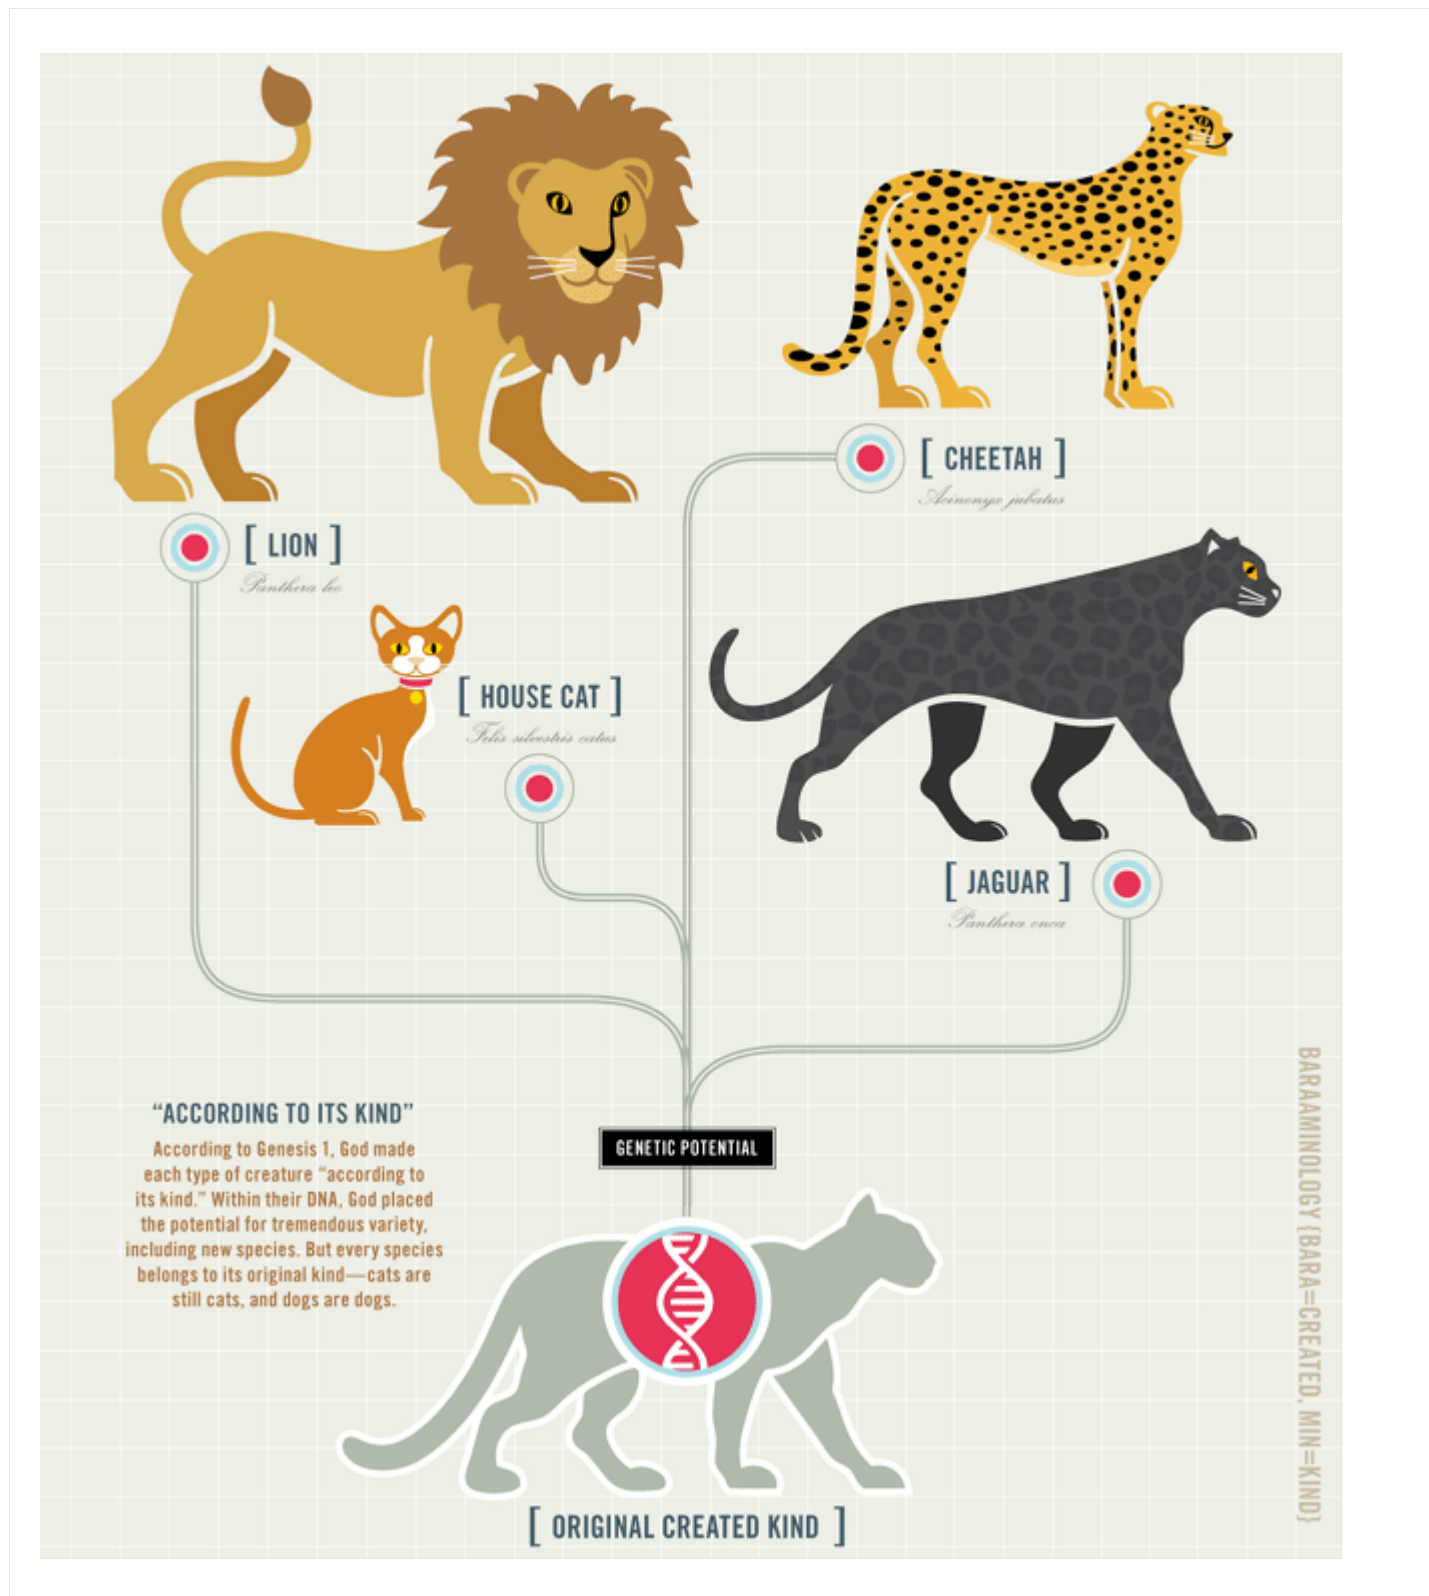 [ CHEETAH ]
Acinonyx jubatus
[ LION ]
Panthera leo
[ HOUSE CAT ]
Felis silvestris catus
[ JAGUAR ]
Panthera onca
"ACCORDING TO ITS KIND"
According to Genesis 1, God made
each type of creature "according to
its kind." Within their DNA, God placed
the potential for tremendous variety,
including new species. But every species
belongs to its original kind—cats are
still cats, and dogs are dogs.
GENETIC POTENTIAL
[ ORIGINAL CREATED KIND ]
BARAAMINOLOGY {BARA=CREATED, MIN=KIND}